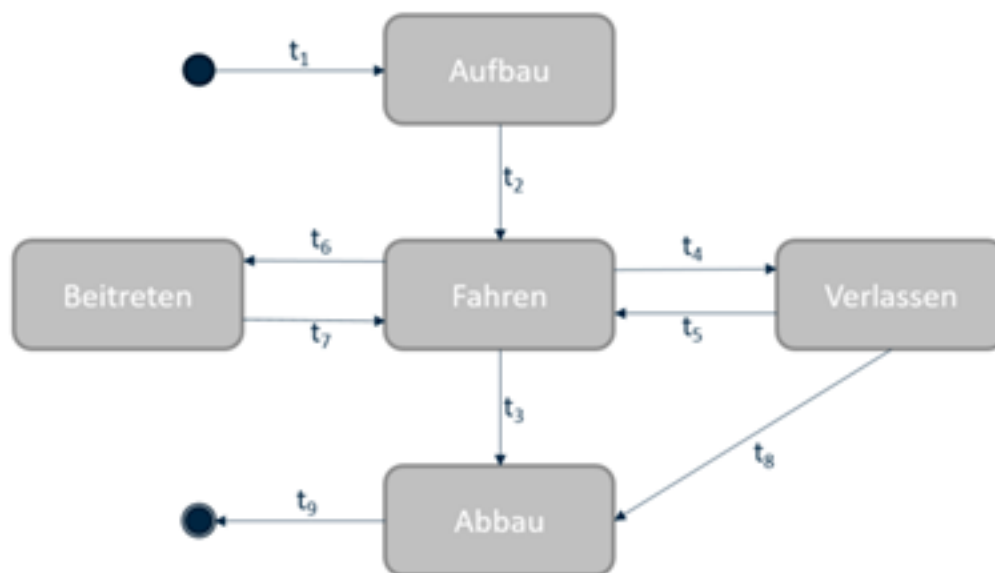 t₁
Aufbau
t₂
t₆
t₄
Beitreten
Fahren
Verlassen
t₇
t₅
t₃
t₈
t₉
Abbau